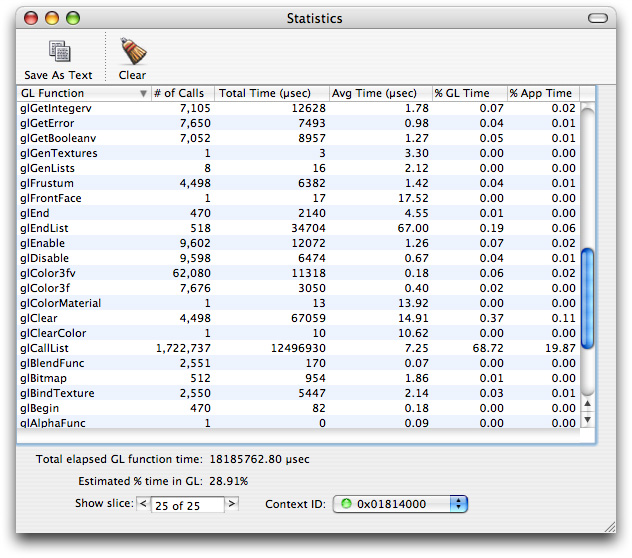 Statistics
Save As Text Clear
GL Function # of Calls Total Time (µsec) Avg Time (µsec) % GL Time % App Time
glGetIntegerv 7,105 12628 1.78 0.07 0.02
glGetError 7,650 7493 0.98 0.04 0.01
glGetBooleanv 7,052 8957 1.27 0.05 0.01
glGenTextures 1 3 3.30 0.00 0.00
glGenLists 8 16 2.12 0.00 0.00
glFrustum 4,498 6382 1.42 0.04 0.01
glFrontFace 1 17 17.52 0.00 0.00
glEnd 470 2140 4.55 0.01 0.00
glEndList 518 34704 67.00 0.19 0.06
glEnable 9,602 12072 1.26 0.07 0.02
glDisable 9,598 6474 0.67 0.04 0.01
glColor3fv 62,080 11318 0.18 0.06 0.02
glColor3f 7,676 3050 0.40 0.02 0.00
glColorMaterial 1 13 13.92 0.00 0.00
glClear 4,498 67059 14.91 0.37 0.11
glClearColor 1 10 10.62 0.00 0.00
glCallList 1,722,737 12496930 7.25 68.72 19.87
glBlendFunc 2,551 170 0.07 0.00 0.00
glBitmap 512 954 1.86 0.01 0.00
glBindTexture 2,550 5447 2.14 0.03 0.01
glBegin 470 82 0.18 0.00 0.00
glAlphaFunc 1 0 0.09 0.00 0.00
Total elapsed GL function time: 18185762.80 µsec
Estimated % time in GL: 28.91%
Show slice: < 25 of 25 > Context ID: 0x01814000